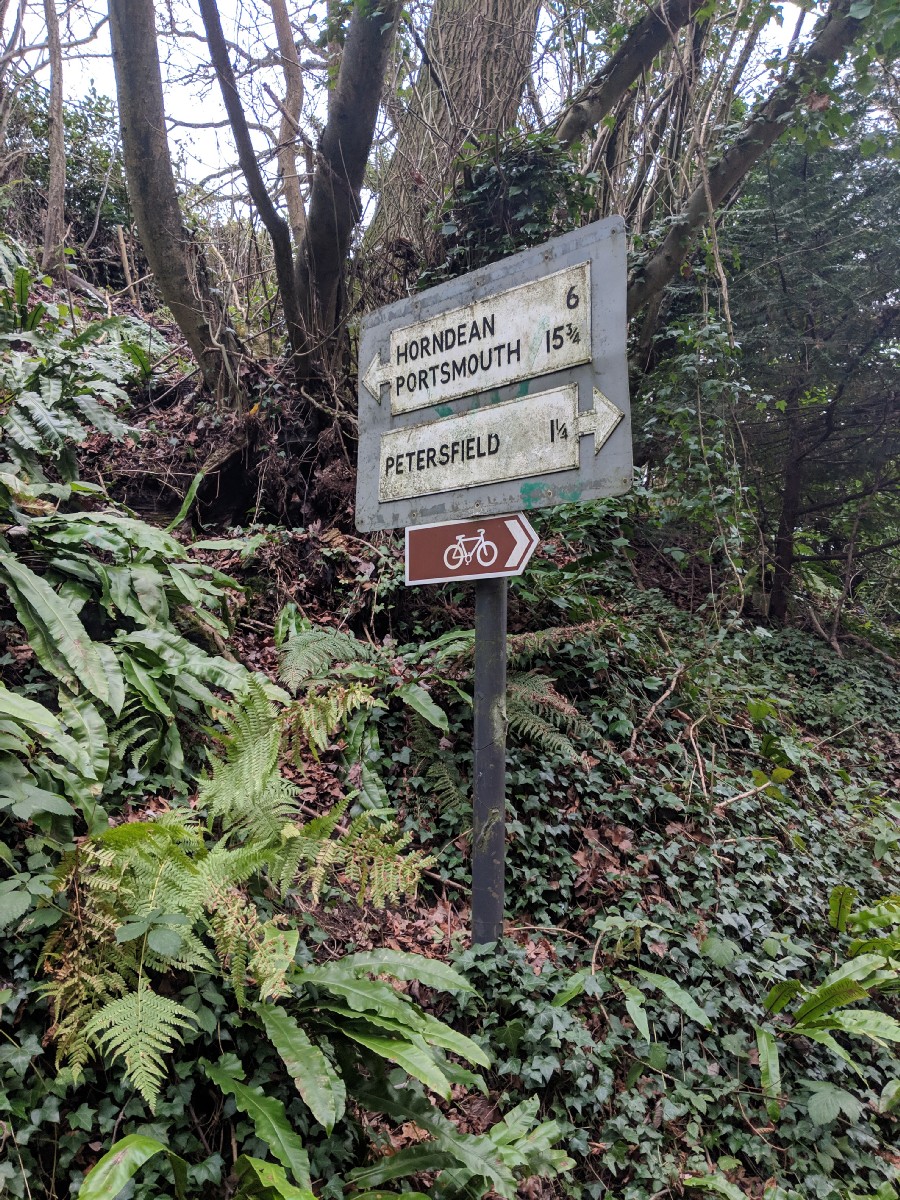 HORNDEAN 6
PORTSMOUTH 15¾
PETERSFIELD 1¼